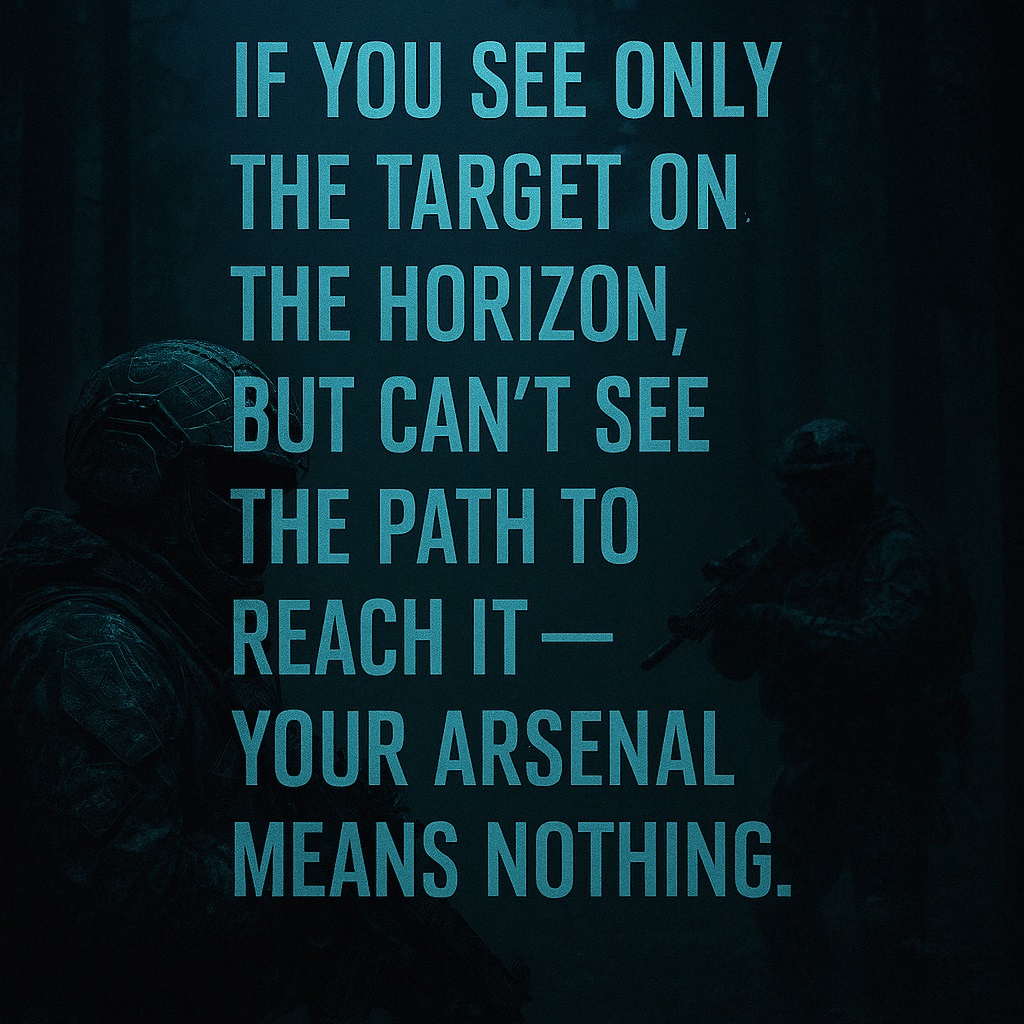 IF YOU SEE ONLY
THE TARGET ON
THE HORIZON,
BUT CAN’T SEE
THE PATH TO
REACH IT—
YOUR ARSENAL
MEANS NOTHING.